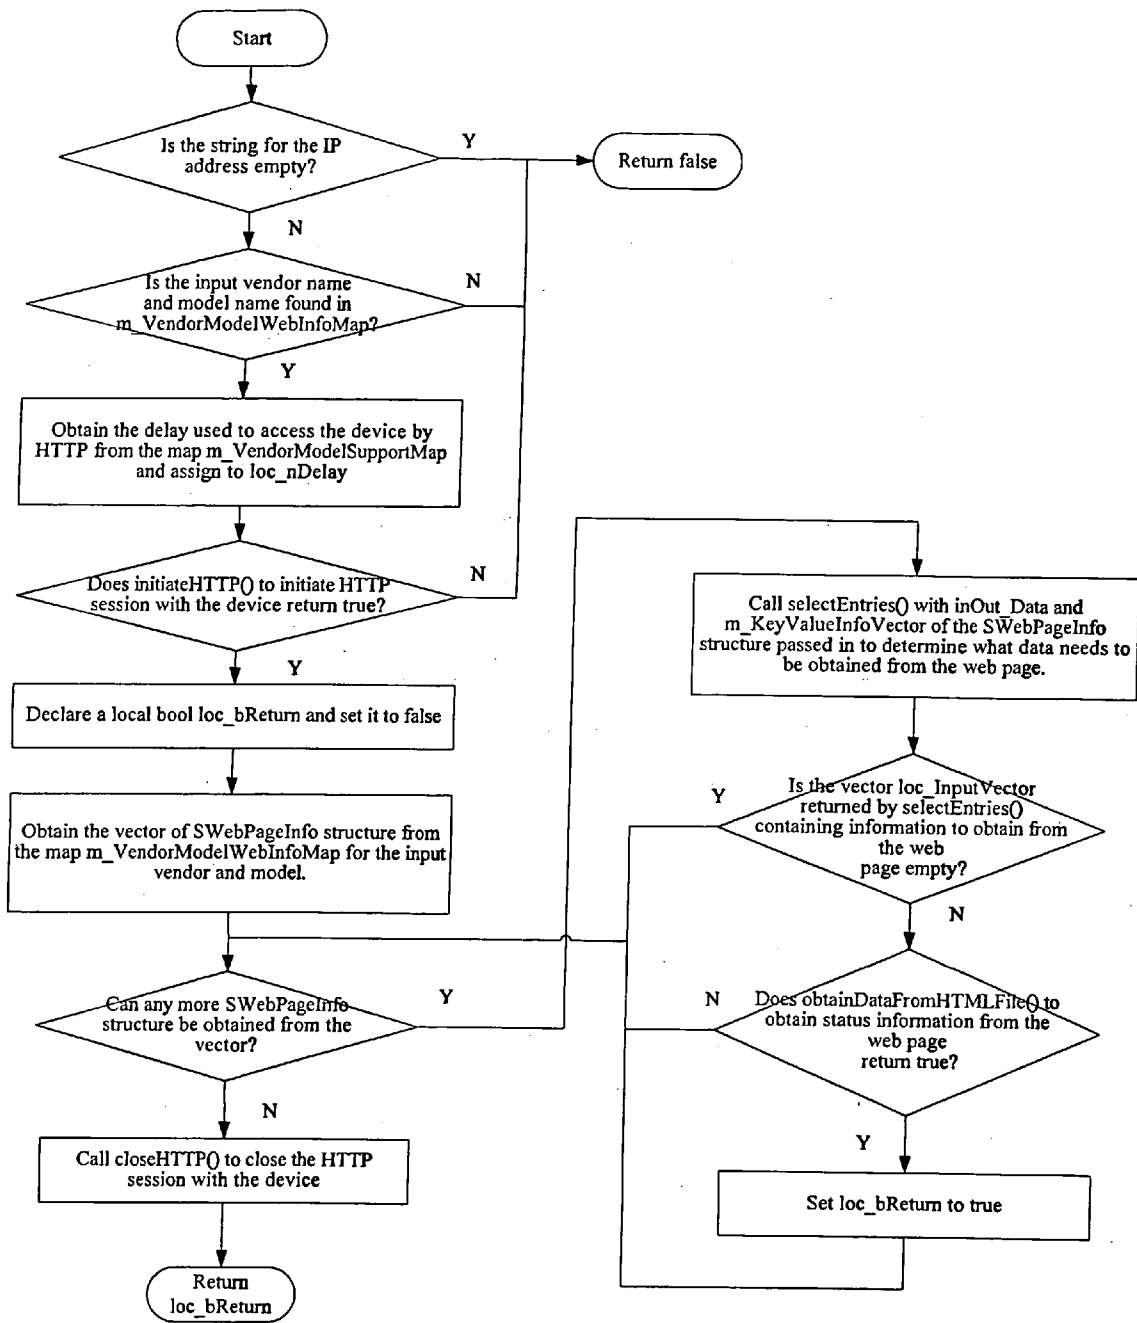 Start
Is the string for the IP
address empty?
Y
Return false
N
Is the input vendor name
and model name found in
m_VendorModelWebInfoMap?
N
Y
Obtain the delay used to access the device by
HTTP from the map m_VendorModelSupportMap
and assign to loc_nDelay
Does initiateHTTP() to initiate HTTP
session with the device return true?
N
Y
Declare a local bool loc_bReturn and set it to false
Obtain the vector of SWebPageInfo structure from
the map m_VendorModelWebInfoMap for the input
vendor and model.
Can any more SWebPageInfo
structure be obtained from the
vector?
Y
N
Call closeHTTP() to close the HTTP
session with the device
Return
loc_bReturn
Call selectEntries() with inOut_Data and
m_KeyValueInfoVector of the SWebPageInfo
structure passed in to determine what data needs to
be obtained from the web page.
Is the vector loc_InputVector
returned by selectEntries()
containing information to obtain from
the web
page empty?
Y
N
Does obtainDataFromHTMLFile() to
obtain status information from the
web page
return true?
N
Y
Set loc_bReturn to true